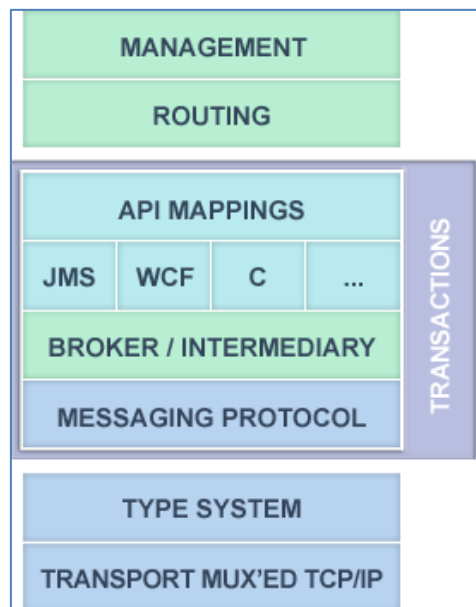 MANAGEMENT
ROUTING
API MAPPINGS
JMS WCF C ...
BROKER / INTERMEDIARY
MESSAGING PROTOCOL
TRANSACTIONS
TYPE SYSTEM
TRANSPORT MUX'ED TCP/IP